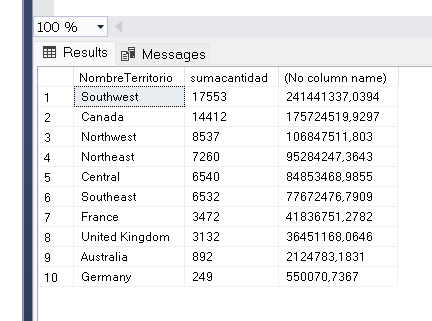 100 %
Results Messages
NombreTerritorio sumacantidad (No column name)
1 Southwest 17553 241441337,0394
2 Canada 14412 175724519,9297
3 Northwest 8537 106847511,803
4 Northeast 7260 95284247,3643
5 Central 6540 84853468,9855
6 Southeast 6532 77672476,7909
7 France 3472 41836751,2782
8 United Kingdom 3132 36451168,0646
9 Australia 892 2124783,1831
10 Germany 249 550070,7367